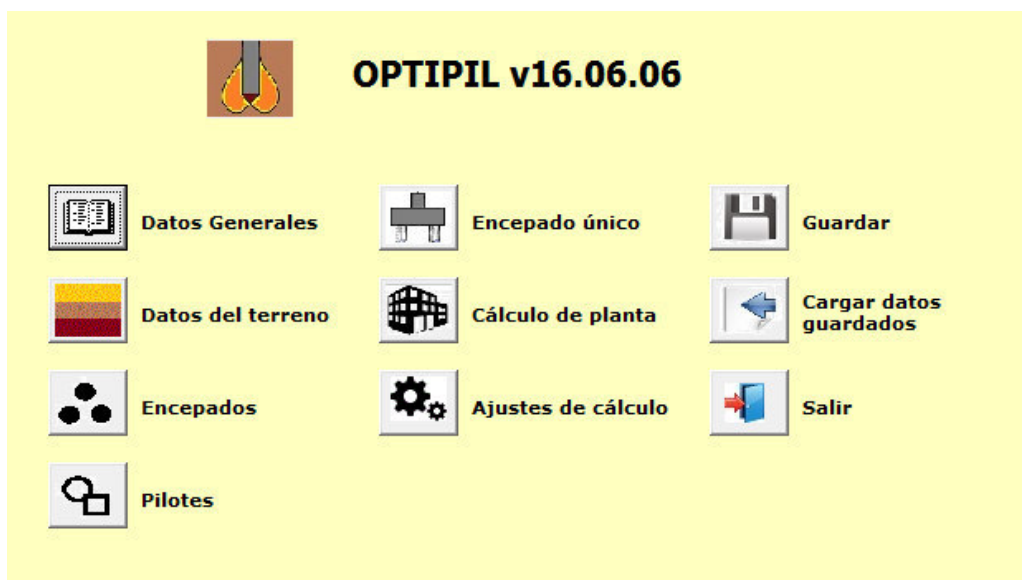 OPTIPIL v16.06.06
Datos Generales
Encepado único
Guardar
Datos del terreno
Cálculo de planta
Cargar datos
guardados
Encepados
Ajustes de cálculo
Salir
Pilotes